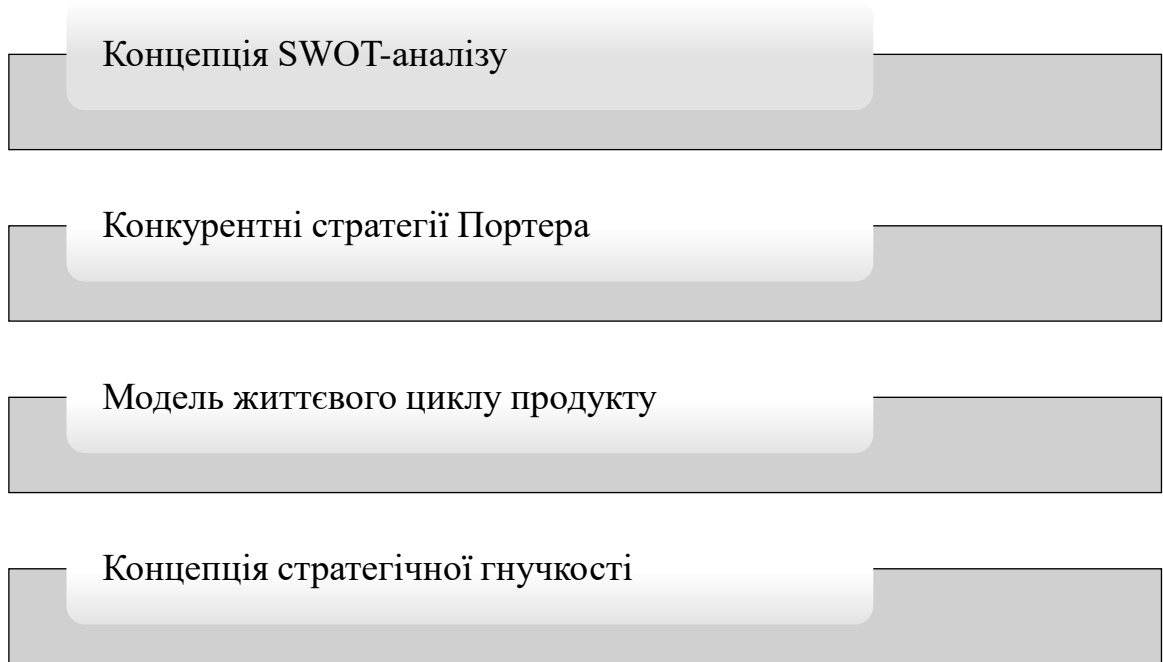 Концепція SWOT-аналізу
Конкурентні стратегії Портера
Модель життєвого циклу продукту
Концепція стратегічної гнучкості